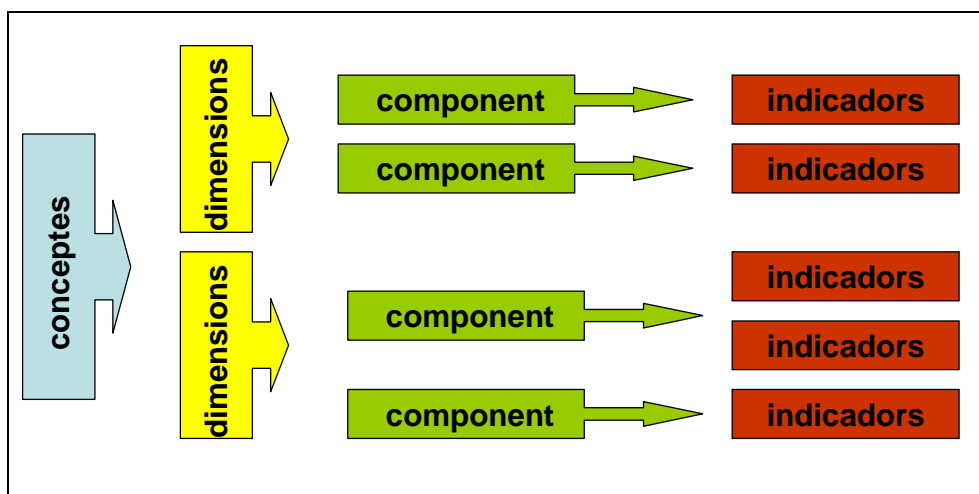 conceptes
dimensions
component
indicadors
component
indicadors
dimensions
component
indicadors
indicadors
component
indicadors